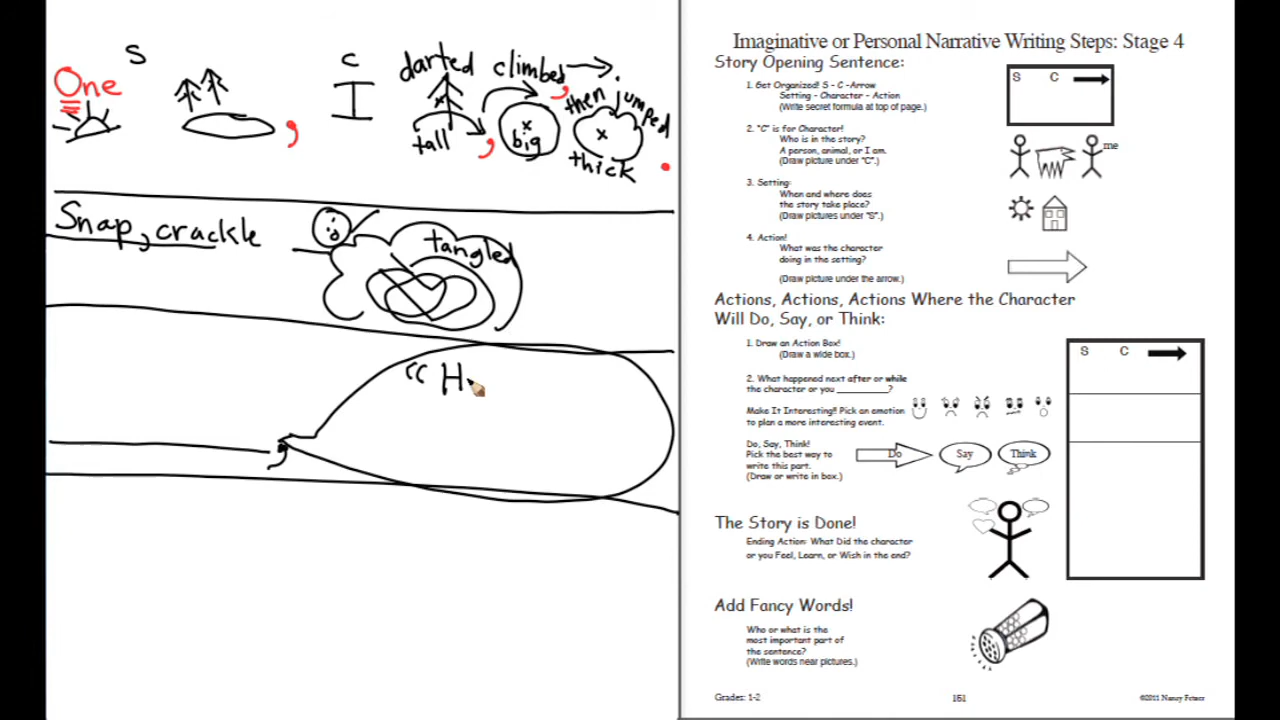 S
C
One
darted
climbed
,
then
jumped
,
tall
,
big
thick
.
Snap, crackle
tangled
,
“ H
Imaginative or Personal Narrative Writing Steps: Stage 4
Story Opening Sentence:
1. Get Organized! S - C -Arrow
Setting - Character - Action
(Write secret formula at top of page.)
S C
2. "C" is for Character!
Who is in the story?
A person, animal, or I am.
(Draw picture under "C".)
me
3. Setting:
When and where does
the story take place?
(Draw pictures under "S".)
4. Action!
What was the character
doing in the setting?
(Draw picture under the arrow.)
Actions, Actions, Actions Where the Character
Will Do, Say, or Think:
1. Draw an Action Box!
(Draw a wide box.)
S C
2. What happened next after or while
the character or you __________?
Make It Interesting!! Pick an emotion
to plan a more interesting event.
Do, Say, Think!
Pick the best way to
write this part.
(Draw or write in box.)
Do
Say
Think
The Story is Done!
Ending Action: What Did the character
or you Feel, Learn, or Wish in the end?
Add Fancy Words!
Who or what is the
most important part of
the sentence?
(Write words near pictures.)
Grades: 1-2
161
©2011 Nancy Fetzer